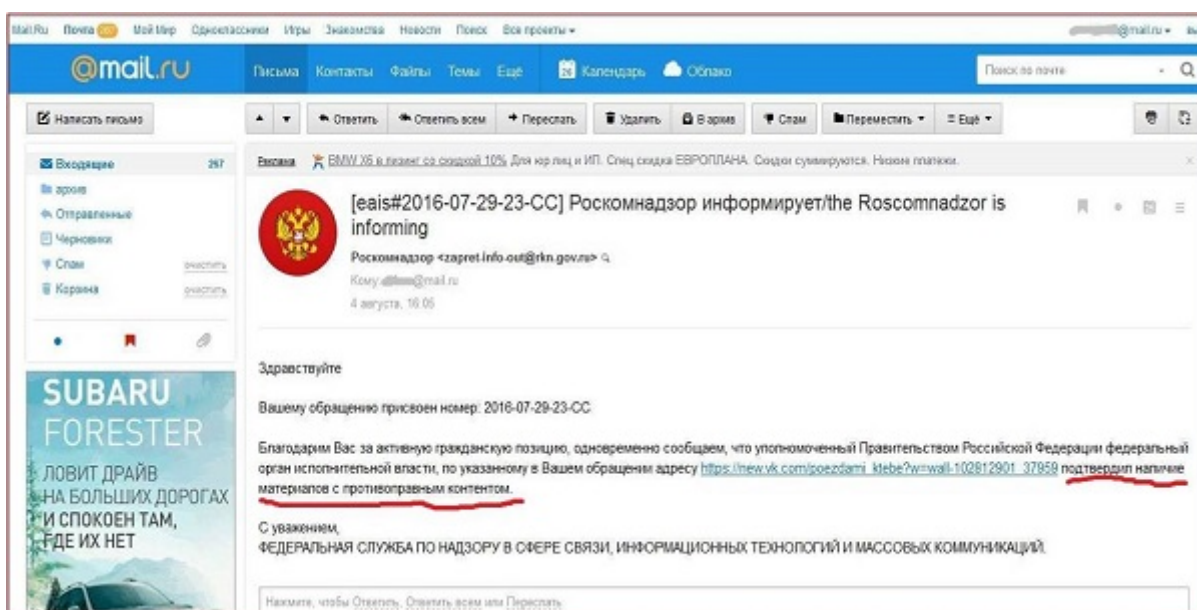 Mail.Ru Почта Мой Мир Одноклассники Игры Знакомства Новости Поиск Все проекты
@mail.ru
@mail.ru
Письма Контакты Файлы Темы Ещё 26 Календарь Облако
Поиск по почте
Написать письмо
Ответить Ответить всем Переслать Удалить В архив Спам Переместить Ещё
Входящие 297
архив
Отправленные
Черновики
Спам очистить
Корзина очистить
Реклама BMW X6 в лизинг со скидкой 10% Для юр лиц и ИП. Спец скидка ЕВРОПЛАНА. Скидки суммируются. Низкие платежи.
[eais#2016-07-29-23-CC] Роскомнадзор информирует/the Roscomnadzor is
informing
Роскомнадзор <zapret-info-out@rkn.gov.ru>
Кому: @mail.ru
4 августа, 16:05
Здравствуйте
Вашему обращению присвоен номер: 2016-07-29-23-CC
Благодарим Вас за активную гражданскую позицию, одновременно сообщаем, что уполномоченный Правительством Российской Федерации федеральный
орган исполнительной власти, по указанному в Вашем обращении адресу https://new.vk.com/poezdami_ktebe?w=wall-102812901_37959 подтвердил наличие
материалов с противоправным контентом.
С уважением,
ФЕДЕРАЛЬНАЯ СЛУЖБА ПО НАДЗОРУ В СФЕРЕ СВЯЗИ, ИНФОРМАЦИОННЫХ ТЕХНОЛОГИЙ И МАССОВЫХ КОММУНИКАЦИЙ.
Нажмите, чтобы Ответить, Ответить всем или Переслать
SUBARU
FORESTER
ЛОВИТ ДРАЙВ
НА БОЛЬШИХ ДОРОГАХ
И СПОКОЕН ТАМ,
ГДЕ ИХ НЕТ